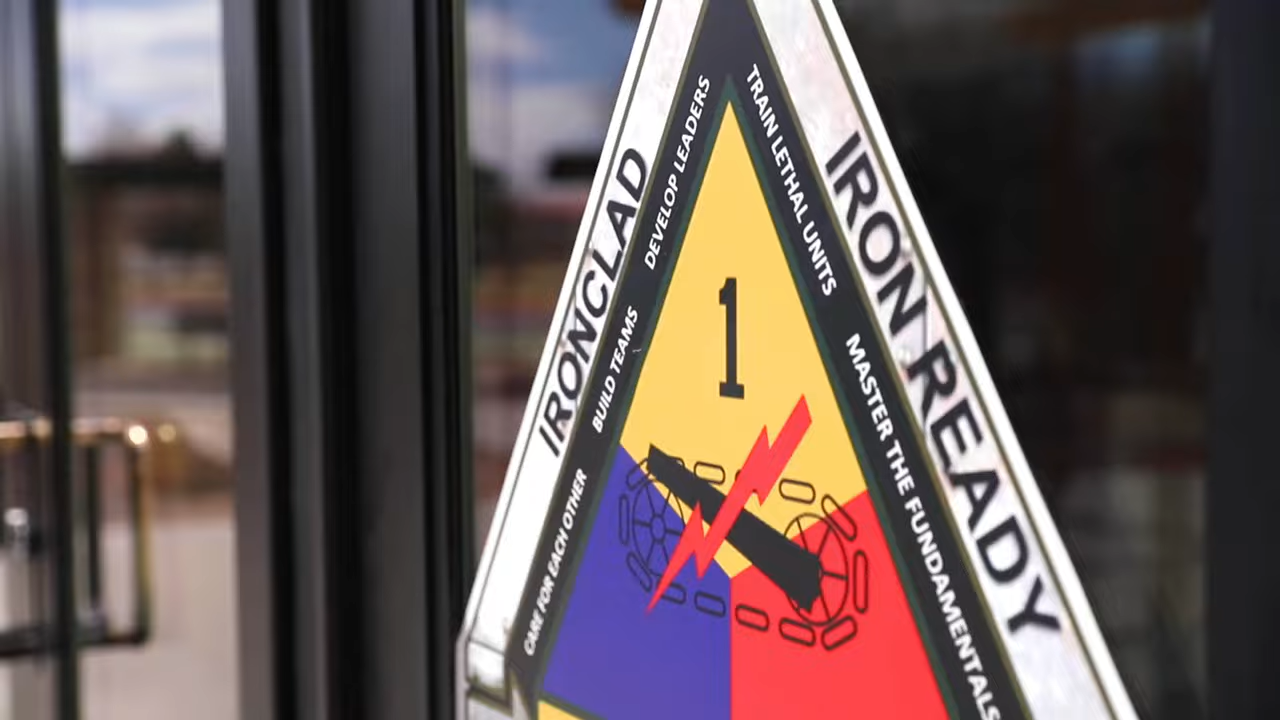 IRONCLAD
IRON READY
DEVELOP LEADERS
BUILD TEAMS
CARE FOR EACH OTHER
TRAIN LETHAL UNITS
MASTER THE FUNDAMENTALS
1